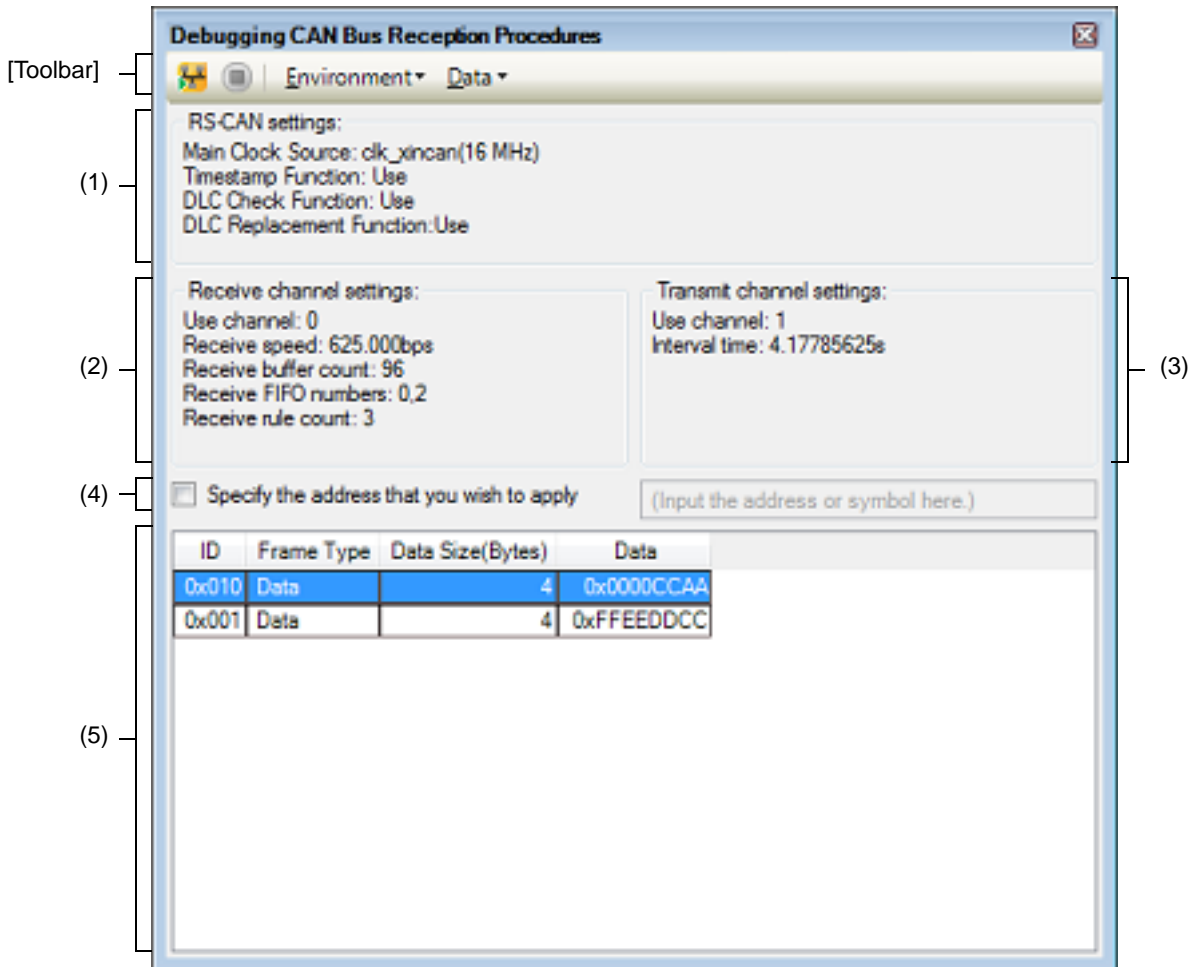 Debugging CAN Bus Reception Procedures
[Toolbar]
Environment Data
RS-CAN settings:
Main Clock Source: clk_xincan(16 MHz)
Timestamp Function: Use
DLC Check Function: Use
DLC Replacement Function:Use
(1)
Receive channel settings:
Use channel: 0
Receive speed: 625.000bps
Receive buffer count: 96
Receive FIFO numbers: 0,2
Receive rule count: 3
(2)
Transmit channel settings:
Use channel: 1
Interval time: 4.17785625s
(3)
(4)
Specify the address that you wish to apply
(Input the address or symbol here.)
ID Frame Type Data Size(Bytes) Data
0x010 Data 4 0x0000CCAA
0x001 Data 4 0xFFEEDDCC
(5)